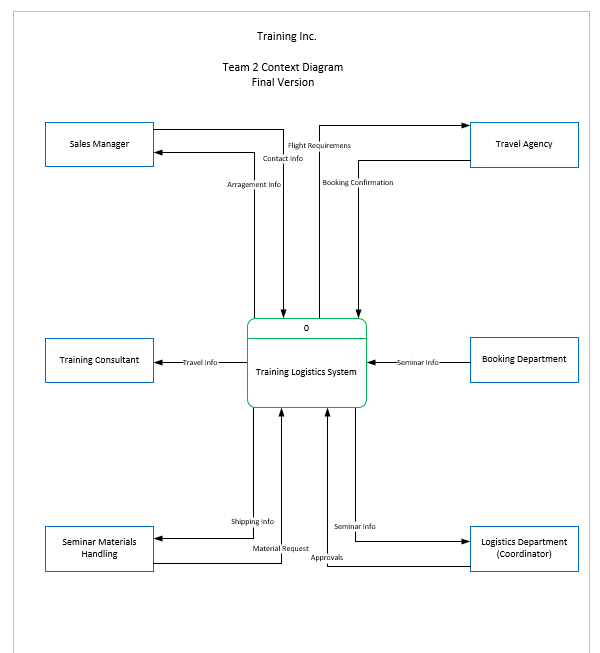 Training Inc.
Team 2 Context Diagram
Final Version
Sales Manager
Travel Agency
Flight Requiremens
Contact Info
Arragement Info
Booking Confirmation
0
Training Logistics System
Training Consultant
Travel Info
Seminar Info
Booking Department
Shipping Info
Seminar Info
Material Request
Approvals
Seminar Materials
Handling
Logistics Department
(Coordinator)